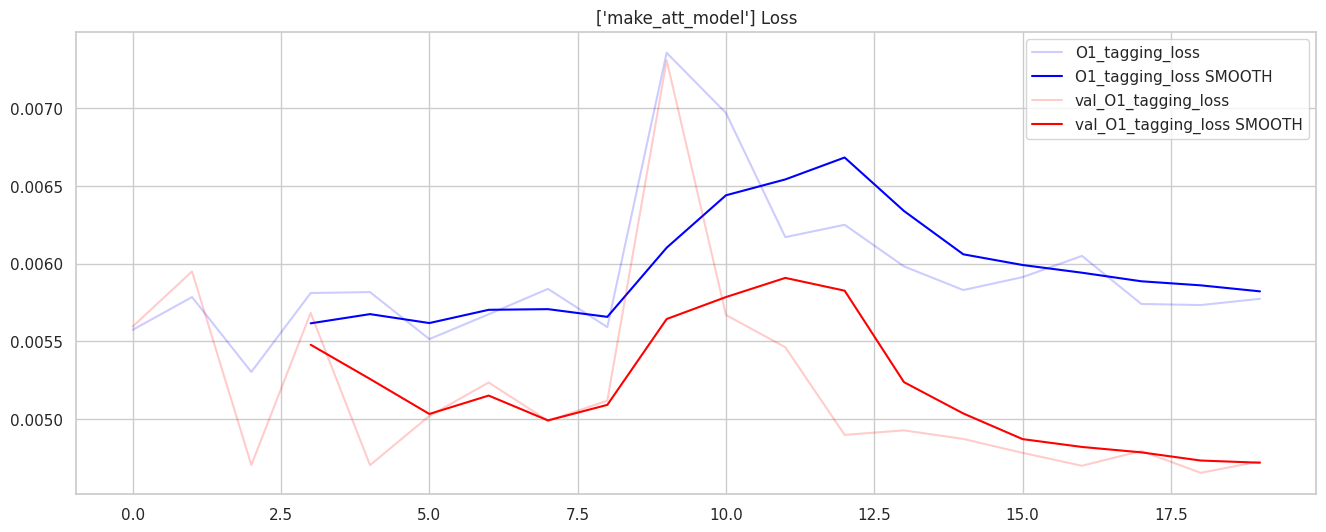 ['make_att_model'] Loss
O1_tagging_loss
O1_tagging_loss SMOOTH
val_O1_tagging_loss
val_O1_tagging_loss SMOOTH
0.0070
0.0065
0.0060
0.0055
0.0050
0.0 2.5 5.0 7.5 10.0 12.5 15.0 17.5